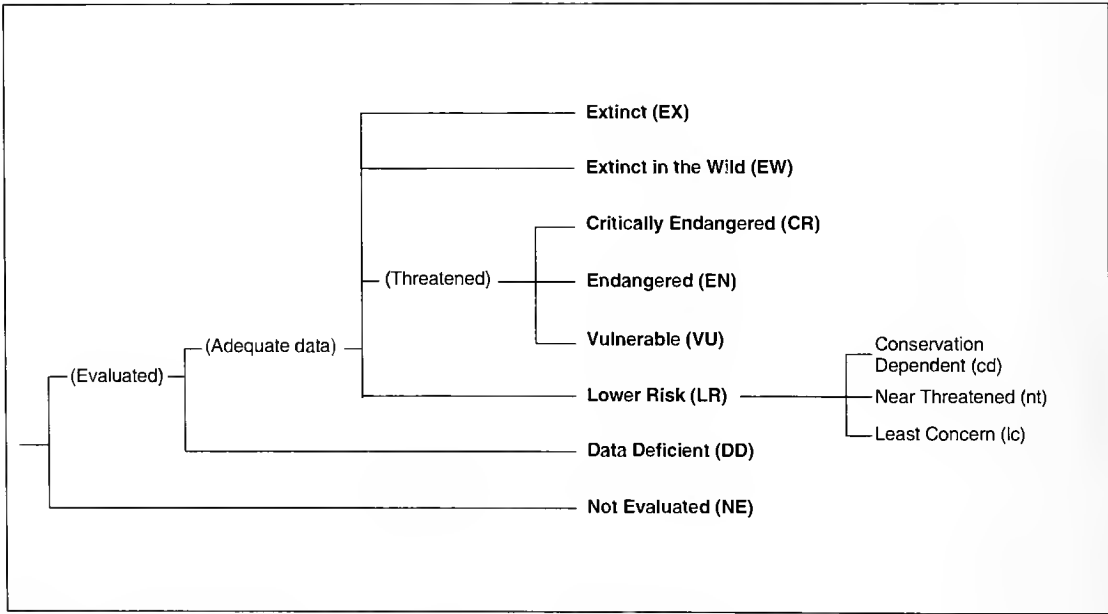 Extinct (EX)
Extinct in the Wild (EW)
Critically Endangered (CR)
(Threatened)
Endangered (EN)
Vulnerable (VU)
(Adequate data)
Conservation
Dependent (cd)
(Evaluated)
Lower Risk (LR)
Near Threatened (nt)
Least Concern (lc)
Data Deficient (DD)
Not Evaluated (NE)